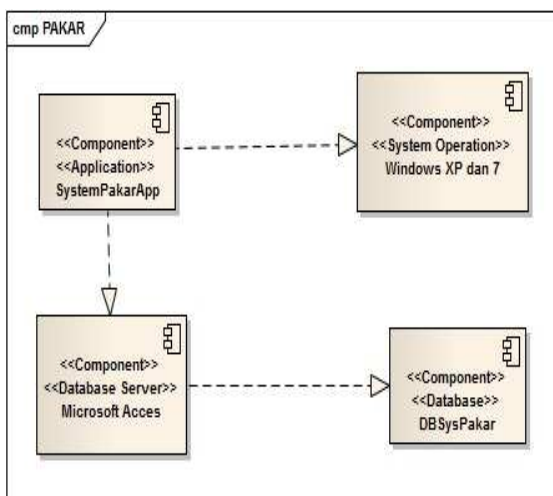 cmp PAKAR
<<Component>>
<<Application>>
SystemPakarApp
<<Component>>
<<System Operation>>
Windows XP dan 7
<<Component>>
<<Database Server>>
Microsoft Acces
<<Component>>
<<Database>>
DBSysPakar